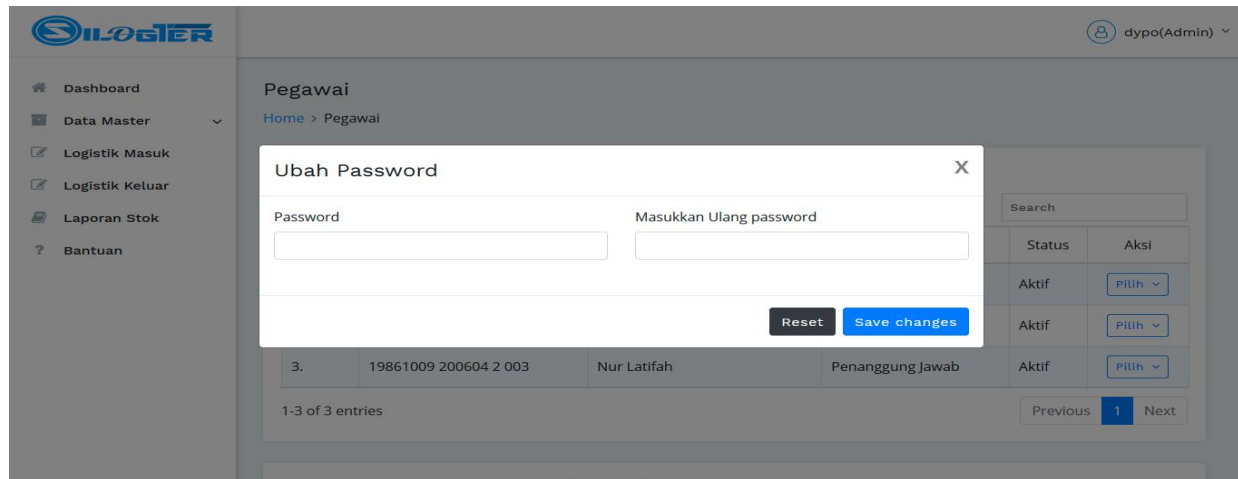 SILOGTER
dypo(Admin)
Dashboard
Data Master
Logistik Masuk
Logistik Keluar
Laporan Stok
? Bantuan
Pegawai
Home > Pegawai
Ubah Password X
Password Masukkan Ulang password
Reset Save changes
Search
Status Aksi
Aktif Pilih
Aktif Pilih
3. 19861009 200604 2 003 Nur Latifah Penanggung Jawab Aktif Pilih
1-3 of 3 entries Previous 1 Next